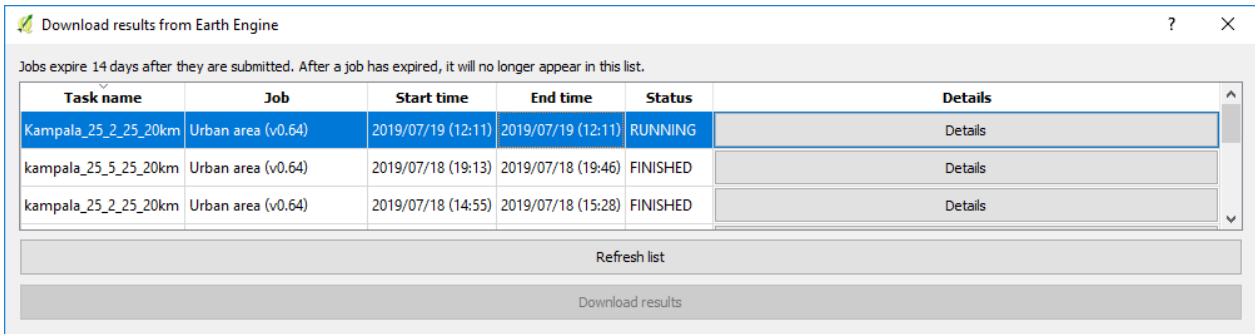 Download results from Earth Engine
?
Jobs expire 14 days after they are submitted. After a job has expired, it will no longer appear in this list.
Task name Job Start time End time Status Details
Kampala_25_2_25_20km Urban area (v0.64) 2019/07/19 (12:11) 2019/07/19 (12:11) RUNNING Details
kampala_25_5_25_20km Urban area (v0.64) 2019/07/18 (19:13) 2019/07/18 (19:46) FINISHED Details
kampala_25_2_25_20km Urban area (v0.64) 2019/07/18 (14:55) 2019/07/18 (15:28) FINISHED Details
Refresh list
Download results